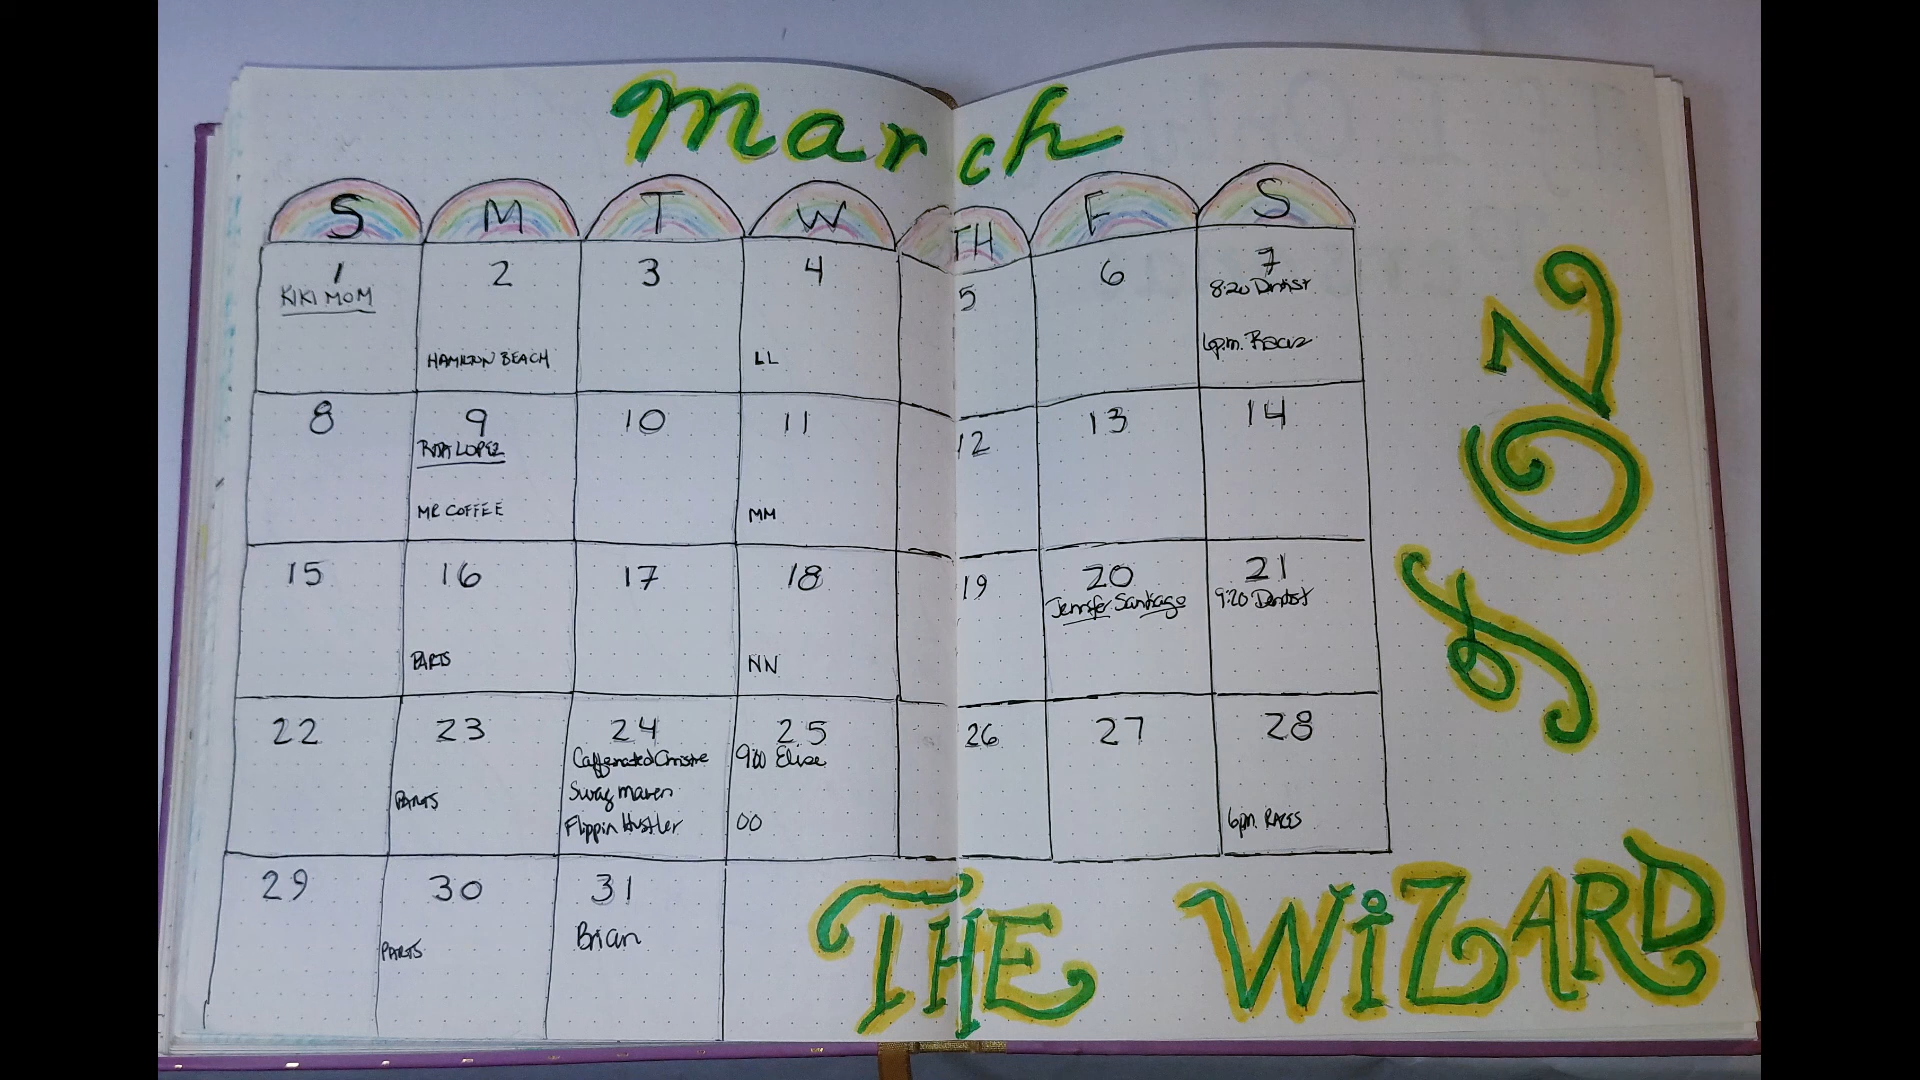 March
S M T W TH F S
1 2 3 4 5 6 7
KIKI MOM
8:20 Dentist
6p.m. Races
HAMILTON BEACH
LL
8 9 10 11 12 13 14
RITA LOPEZ
MR COFFEE
MM
15 16 17 18 19 20 21
Jennifer Santiago
9:20 Dentist
PARTS
NN
22 23 24 25 26 27 28
Caffeinated Christie
9:00 Elise
Swag maven
PARTS
Flippin Hustler
OO
6pm. RACES
29 30 31
Brian
PARTS
THE WiZARD
of OZ